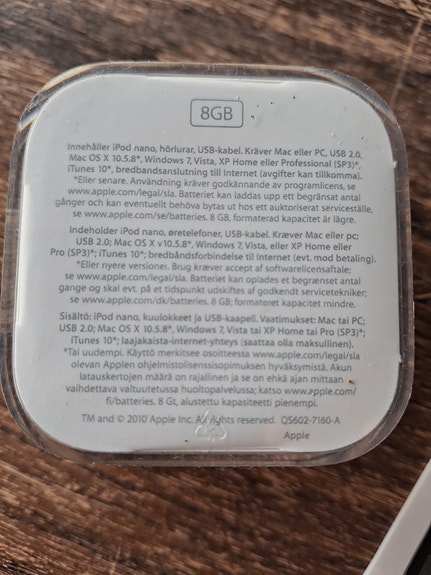 8GB
Innehåller iPod nano, hörlurar, USB-kabel. Kräver Mac eller PC, USB 2.0,
Mac OS X 10.5.8*, Windows 7, Vista, XP Home eller Professional (SP3)*,
iTunes 10*, bredbandsanslutning till Internet (avgifter kan tillkomma).
*Eller senare. Användning kräver godkännande av programlicens, se
www.apple.com/legal/sla. Batteriet kan laddas upp ett begränsat antal
gånger och kan eventuellt behöva bytas ut hos ett auktoriserat serviceställe,
se www.apple.com/se/batteries. 8 GB, formaterad kapacitet är lägre.
Indeholder iPod nano, øretelefoner, USB-kabel. Kræver Mac eller pc;
USB 2.0; Mac OS X v10.5.8*, Windows 7, Vista, eller XP Home eller
Pro (SP3)*; iTunes 10*; bredbåndsforbindelse til Internet (evt. mod betaling).
*Eller nyere versioner. Brug kræver accept af softwarelicensaftale;
se www.apple.com/legal/sla. Batteriet kan oplades et begrænset antal
gange og skal evt. på et tidspunkt udskiftes af godkendt servicetekniker;
se www.apple.com/dk/batteries. 8 GB; formateret kapacitet mindre.
Sisältö: iPod nano, kuulokkeet ja USB-kaapeli. Vaatimukset: Mac tai PC;
USB 2.0; Mac OS X 10.5.8*, Windows 7, Vista tai XP Home tai Pro (SP3)*;
iTunes 10*; laajakaista-internet-yhteys (saattaa olla maksullinen).
*Tai uudempi. Käyttö merkitsee osoitteessa www.apple.com/legal/sla
olevan Applen ohjelmistolisenssisopimuksen hyväksymistä. Akun
latauskertojen määrä on rajallinen ja se on ehkä ajan mittaan
vaihdettava valtuutetussa huoltopalvelussa; katso www.apple.com/
fi/batteries. 8 Gt, alustettu kapasiteetti pienempi.
TM and © 2010 Apple Inc. All rights reserved. QS602-7160-A
Apple